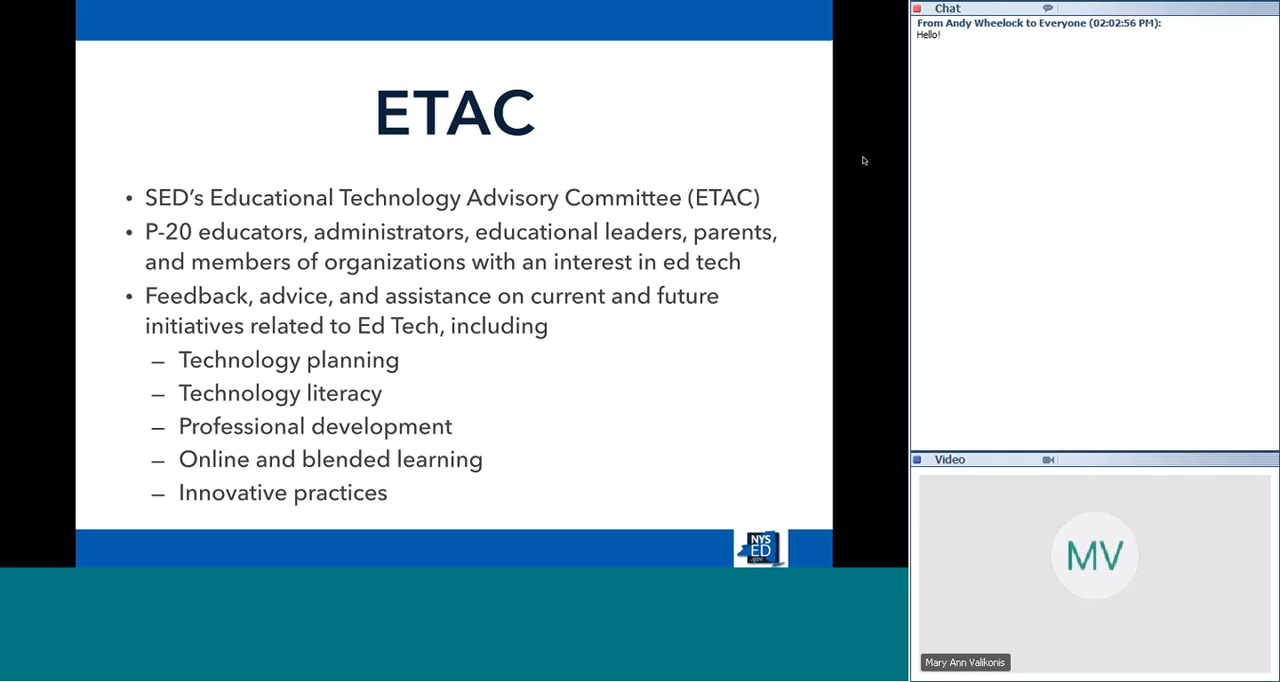 ETAC
• SED’s Educational Technology Advisory Committee (ETAC)
• P-20 educators, administrators, educational leaders, parents,
and members of organizations with an interest in ed tech
• Feedback, advice, and assistance on current and future
initiatives related to Ed Tech, including
– Technology planning
– Technology literacy
– Professional development
– Online and blended learning
– Innovative practices
NYS
ED
.gov
Chat
From Andy Wheelock to Everyone (02:02:56 PM):
Hello!
Video
MV
Mary Ann Valikonis